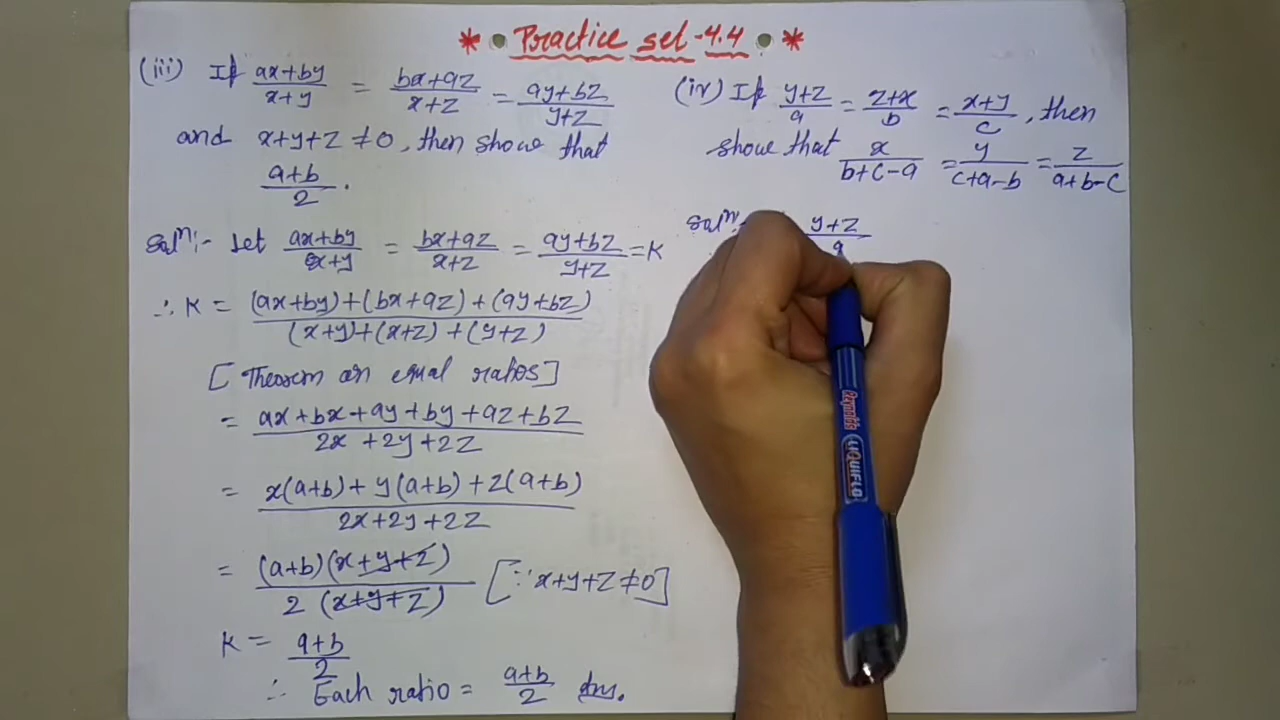 * • Practice set-4.4 • *
(iii) If ax+by/x+y = bx+az/x+z = ay+bz/y+z
and x+y+z ≠0, then show that
a+b/2.
Solⁿ:- Let ax+by/x+y = bx+az/x+z = ay+bz/y+z =K
∴ K = (ax+by)+(bx+az)+(ay+bz)/(x+y)+(x+z)+(y+z)
[Theorem on equal ratios]
= ax+bx+ay+by+az+bz/2x+2y+2z
= x(a+b)+y(a+b)+z(a+b)/2x+2y+2z
= (a+b)(x+y+z)/2(x+y+z) [∵ x+y+z ≠0]
K = a+b/2
∴ Each ratio = a+b/2 Ans.
(iv) If y+z/a = z+x/b = x+y/c, then
show that x/b+c-a = y/c+a-b = z/a+b-c
Solⁿ:- y+z/a
Reynolds LIQUIFLO